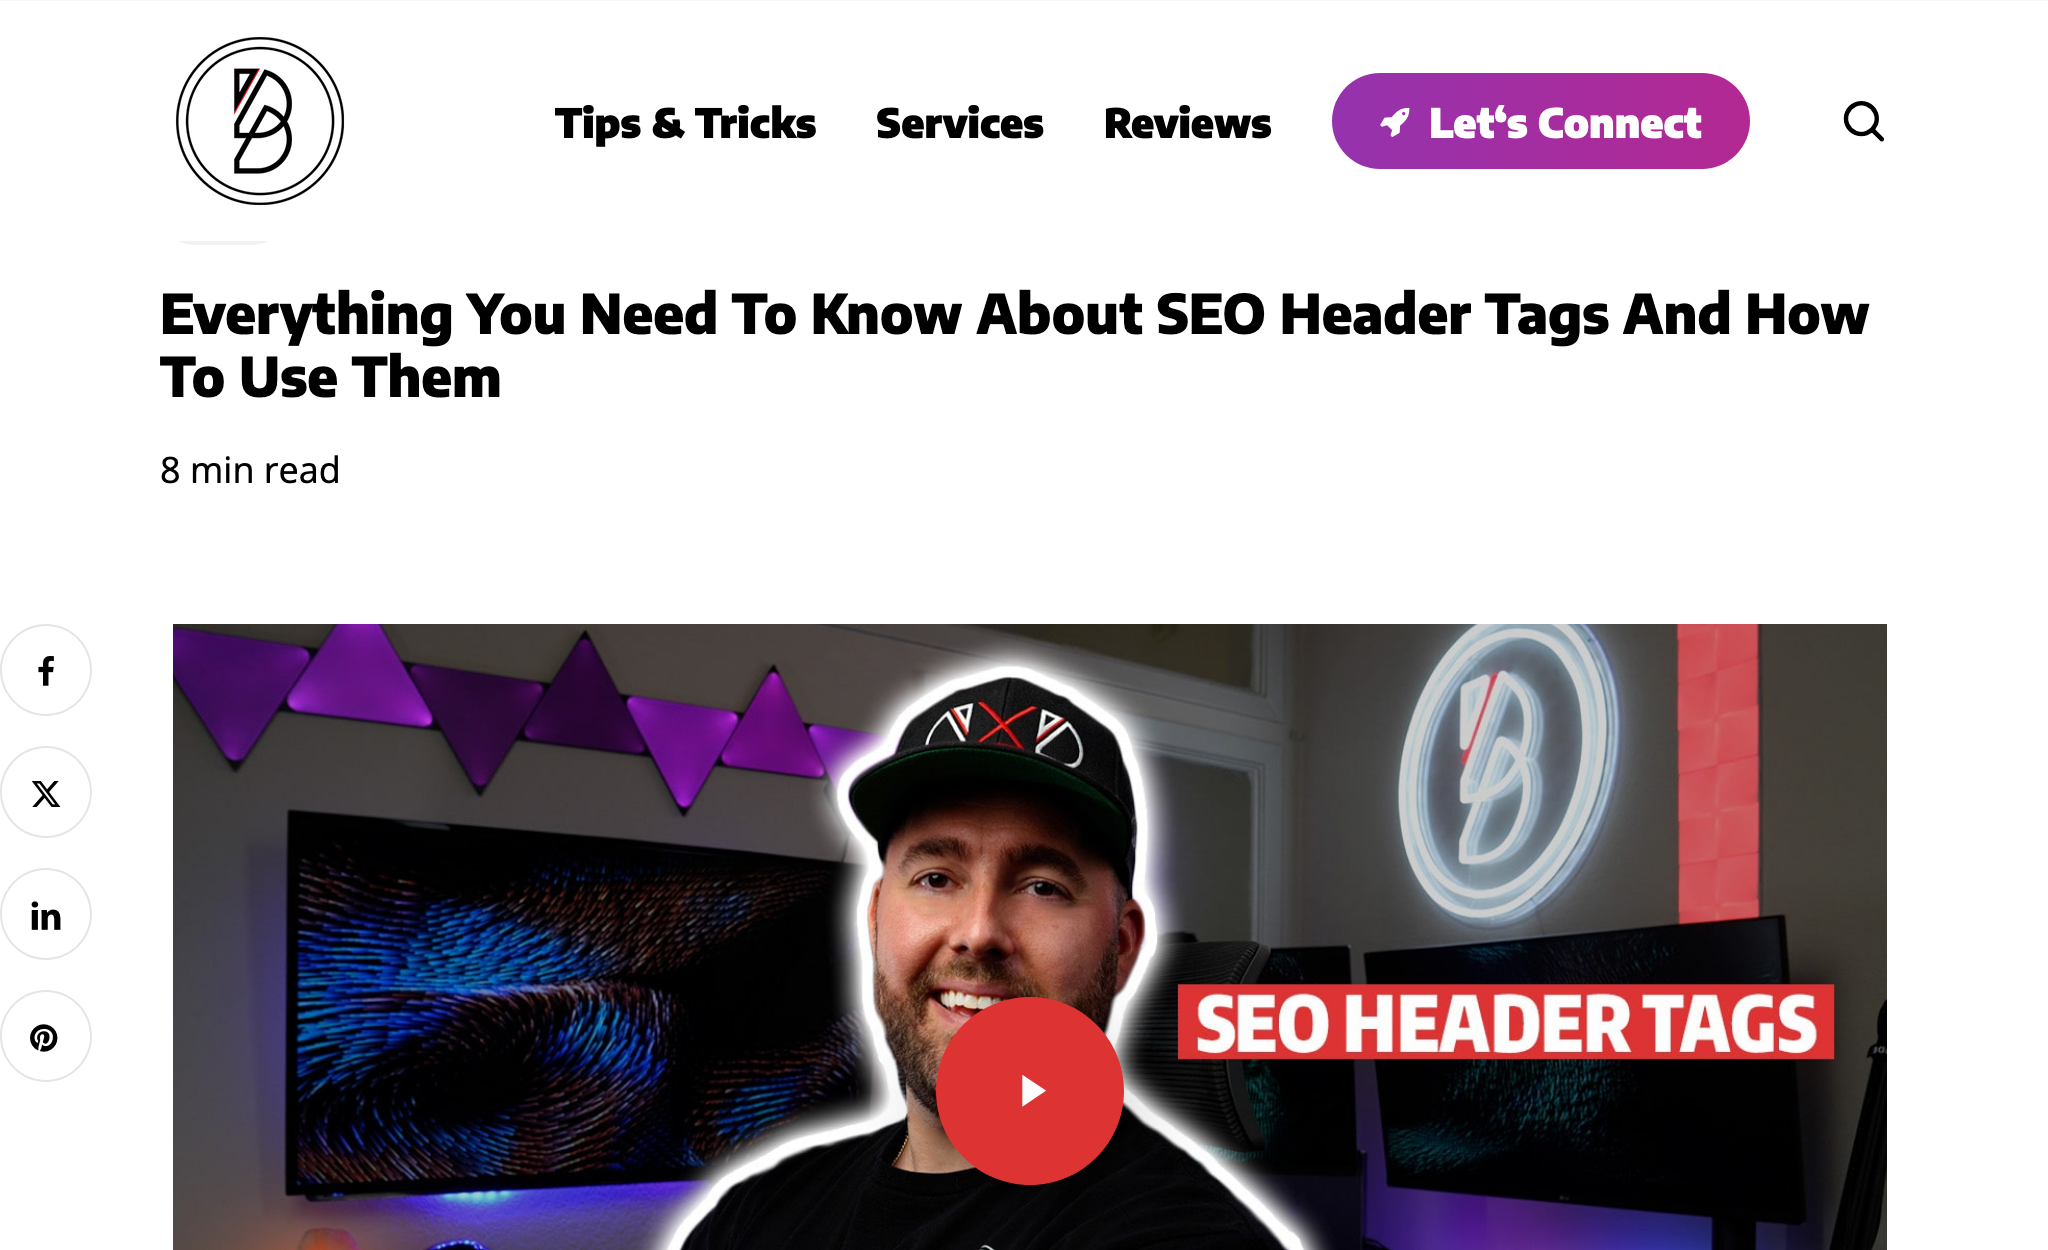 Tips & Tricks
Services
Reviews
Let‘s Connect
Everything You Need To Know About SEO Header Tags And How
To Use Them
8 min read
SEO HEADER TAGS